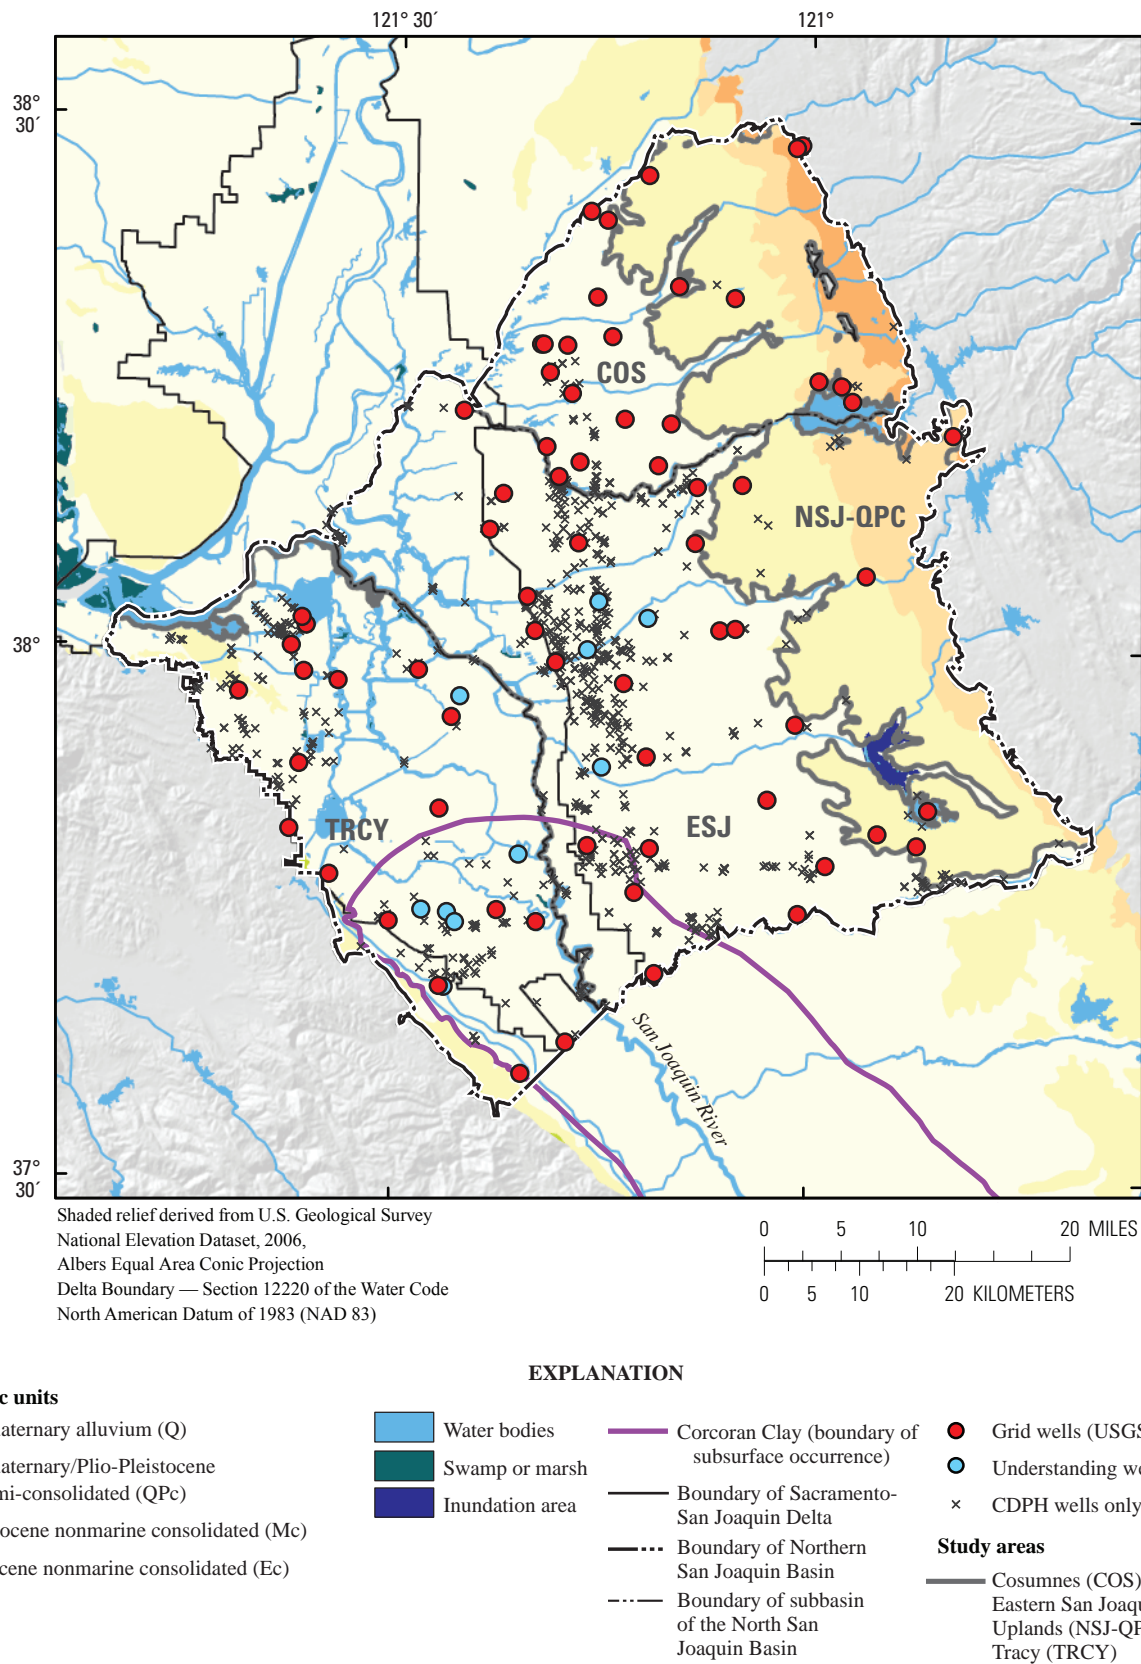 121° 30′
121°
38°
30′
COS
NSJ-QPC
38°
TRCY
ESJ
San Joaquin River
37°
30′
Shaded relief derived from U.S. Geological Survey
National Elevation Dataset, 2006,
Albers Equal Area Conic Projection
Delta Boundary — Section 12220 of the Water Code
North American Datum of 1983 (NAD 83)
0 5 10 20 MILES
0 5 10 20 KILOMETERS
EXPLANATION
c units
aternary alluvium (Q)
aternary/Plio-Pleistocene
mi-consolidated (QPc)
ocene nonmarine consolidated (Mc)
cene nonmarine consolidated (Ec)
Water bodies
Swamp or marsh
Inundation area
Corcoran Clay (boundary of
subsurface occurrence)
Boundary of Sacramento-
San Joaquin Delta
Boundary of Northern
San Joaquin Basin
Boundary of subbasin
of the North San
Joaquin Basin
Grid wells (USGS
Understanding we
CDPH wells only
Study areas
Cosumnes (COS)
Eastern San Joaqu
Uplands (NSJ-QP
Tracy (TRCY)